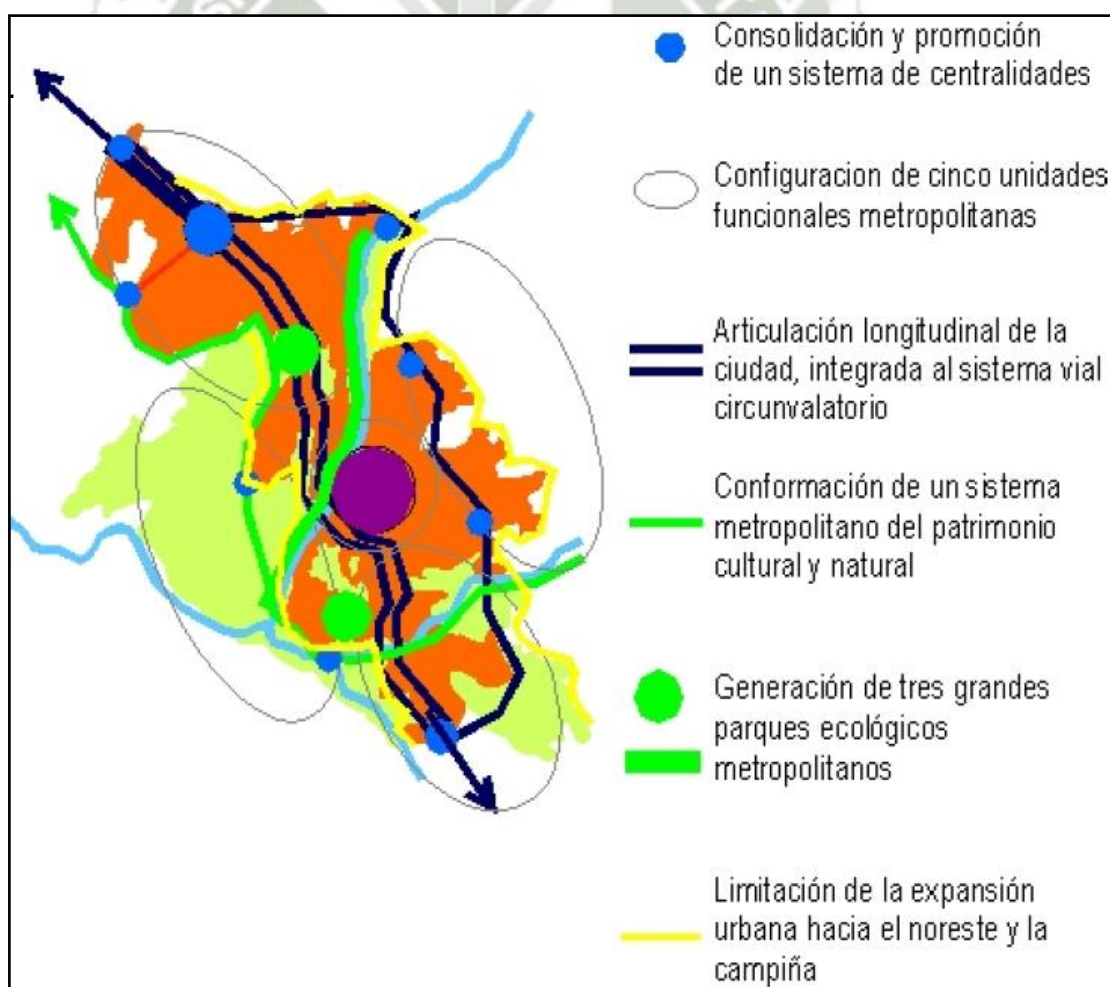 Consolidación y promoción
de un sistema de centralidades
Configuracion de cinco unidades
funcionales metropolitanas
Articulación longitudinal de la
ciudad, integrada al sistema vial
circunvalatorio
Conformación de un sistema
metropolitano del patrimonio
cultural y natural
Generación de tres grandes
parques ecológicos
metropolitanos
Limitación de la expansión
urbana hacia el noreste y la
campiña